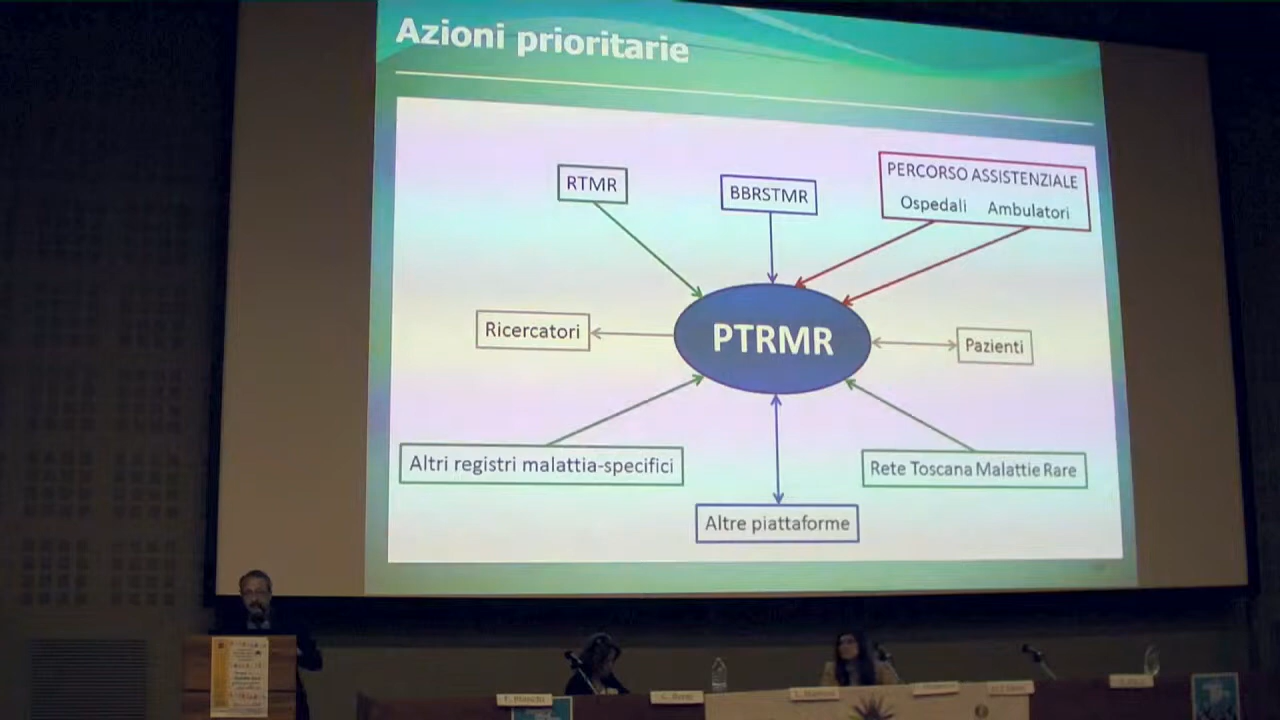 Azioni prioritarie
RTMR
BBRSTMR
PERCORSO ASSISTENZIALE
Ospedali Ambulatori
Ricercatori
PTRMR
Pazienti
Altri registri malattia-specifici
Rete Toscana Malattie Rare
Altre piattaforme